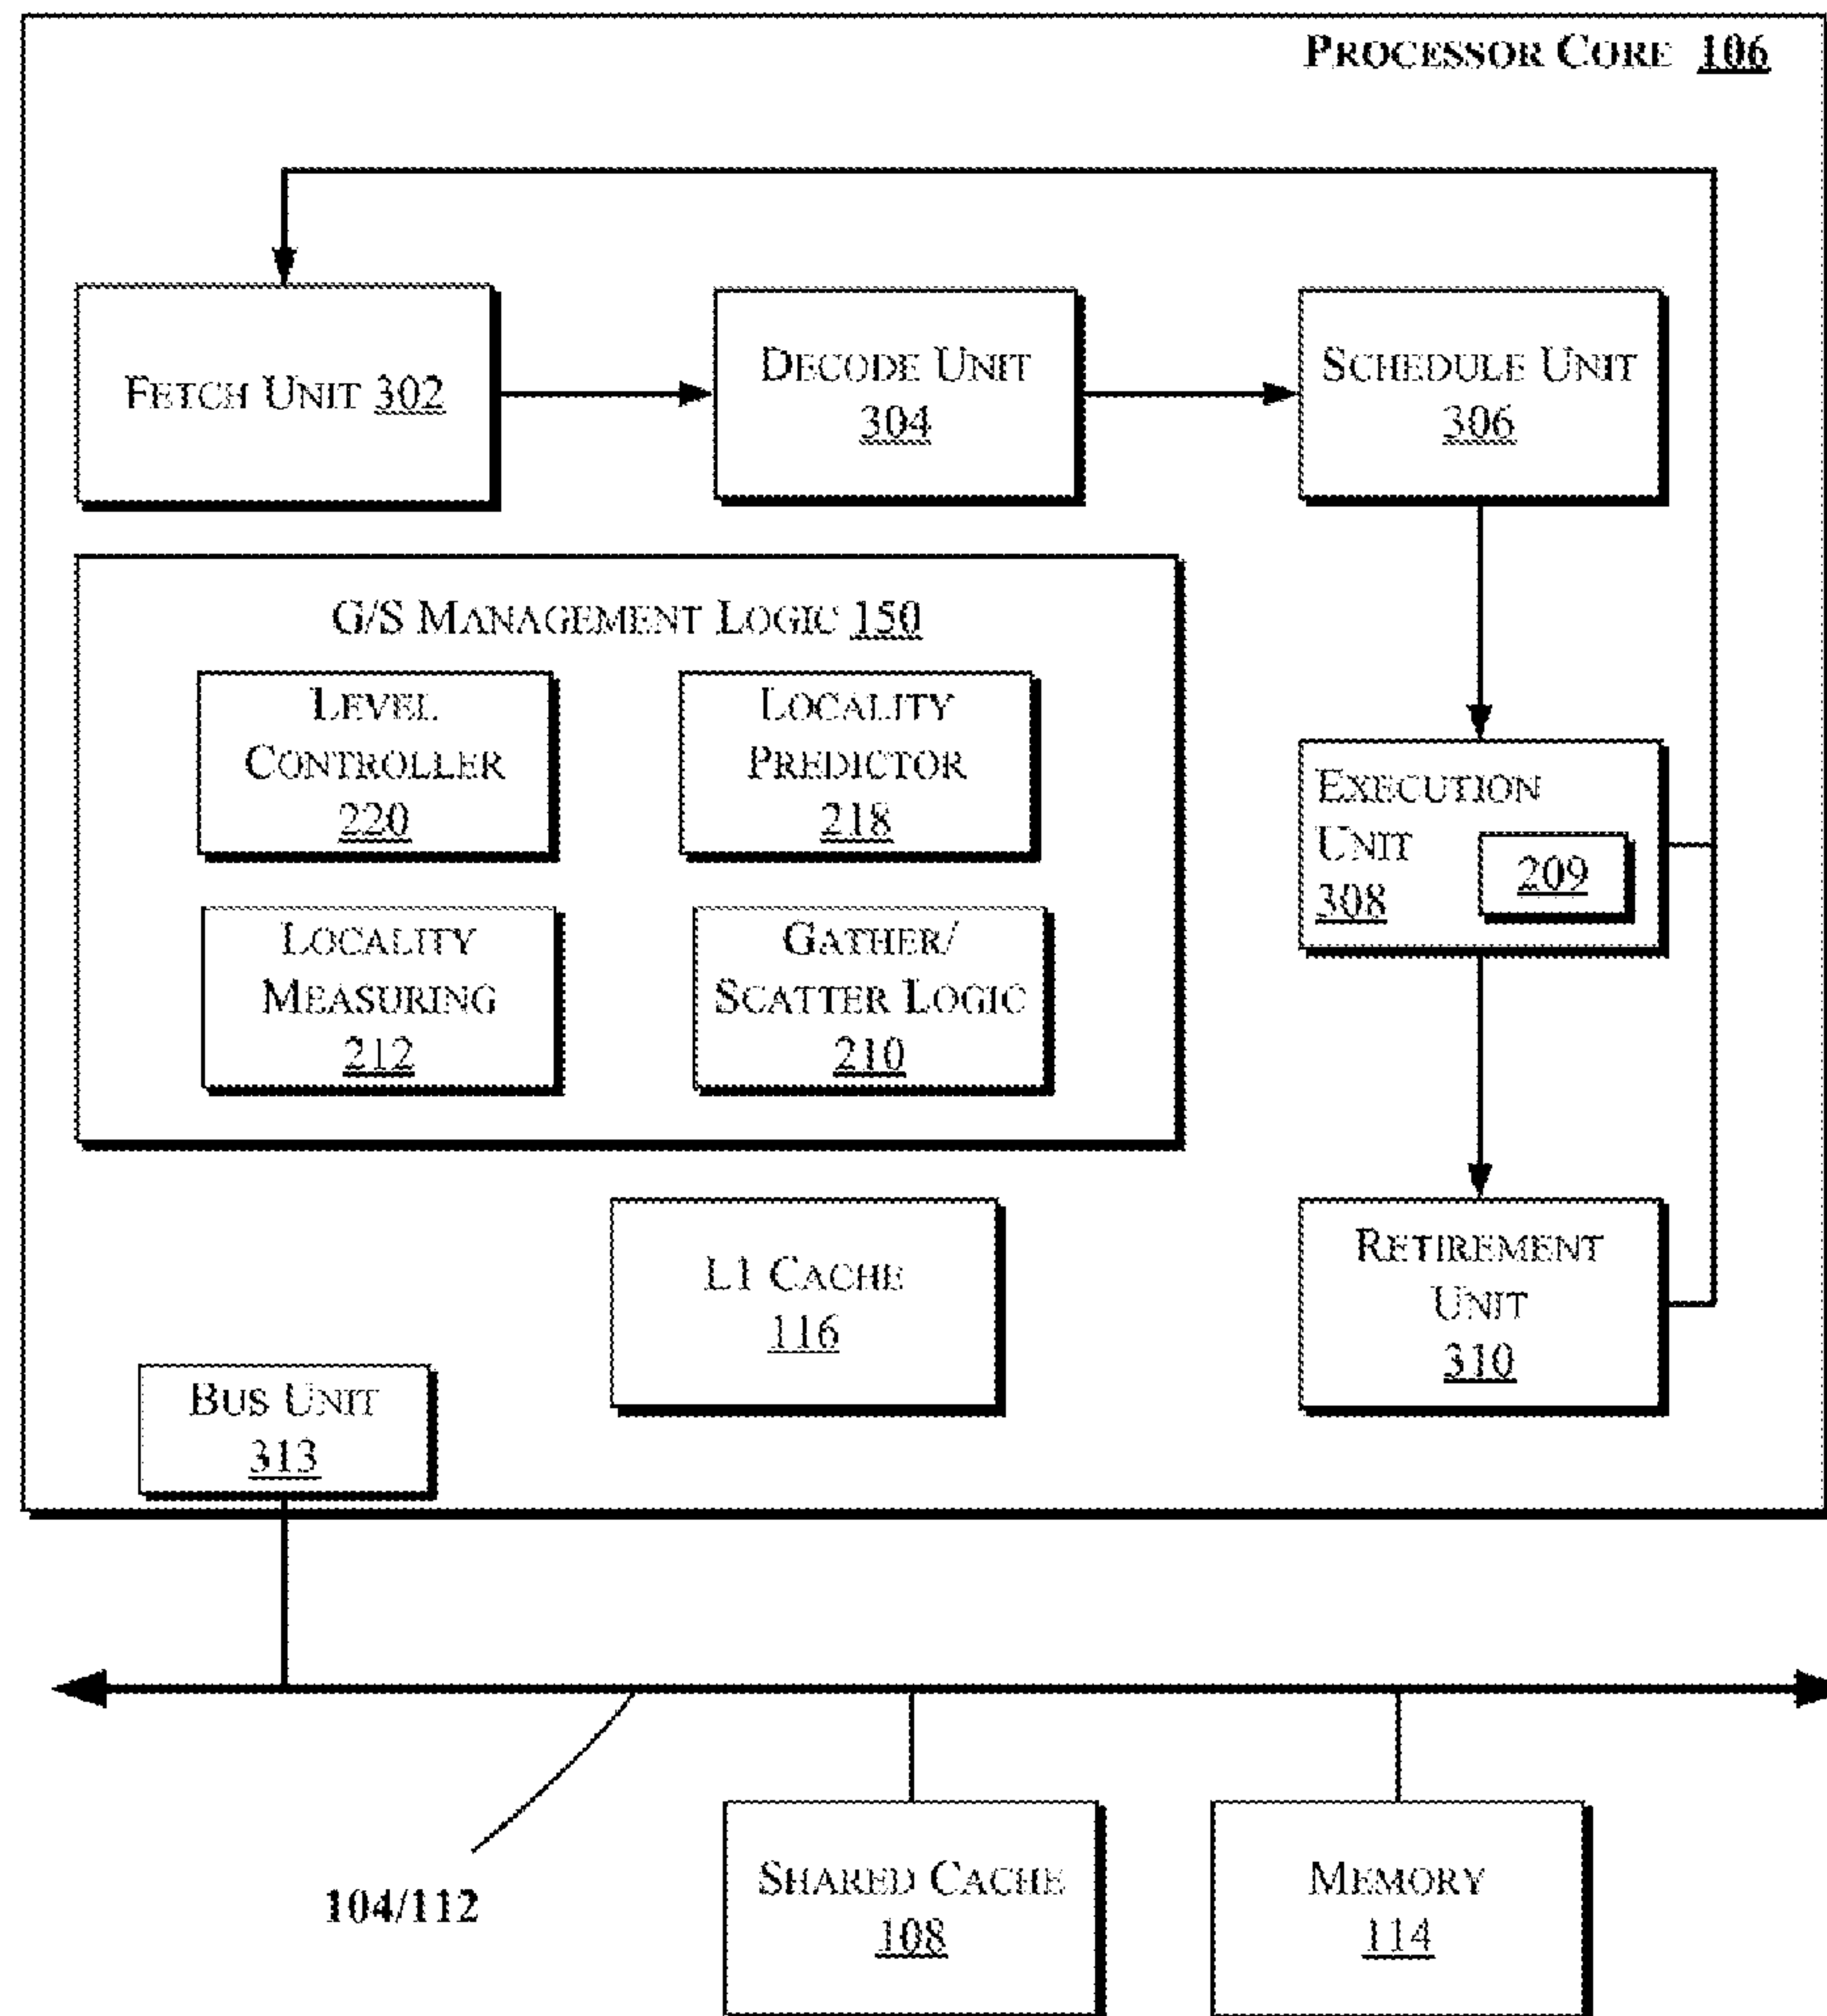 PROCESSOR CORE 106
FETCH UNIT 302
DECODE UNIT
304
SCHEDULE UNIT
306
G/S MANAGEMENT LOGIC 150
LEVEL
CONTROLLER
220
LOCALITY
PREDICTOR
218
LOCALITY
MEASURING
212
GATHER/
SCATTER LOGIC
210
EXECUTION
UNIT
308
209
L1 CACHE
116
RETIREMENT
UNIT
310
BUS UNIT
313
104/112
SHARED CACHE
108
MEMORY
114